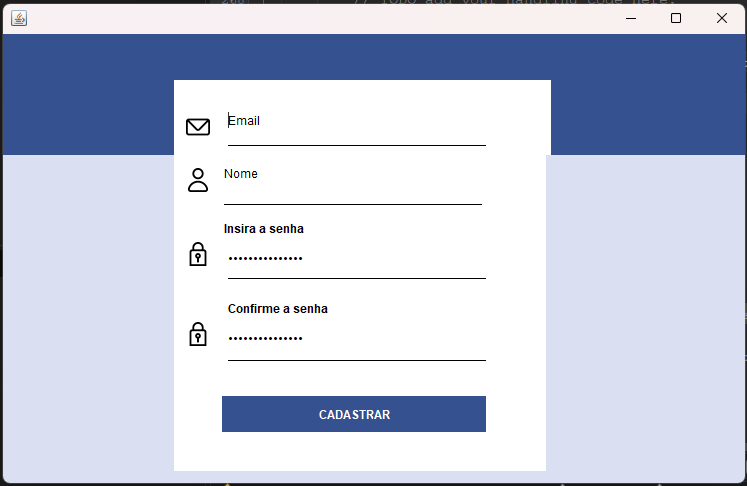 // TODO add your handling code here:
Email
Nome
Insira a senha
•••••••••••••••
Confirme a senha
•••••••••••••••
CADASTRAR